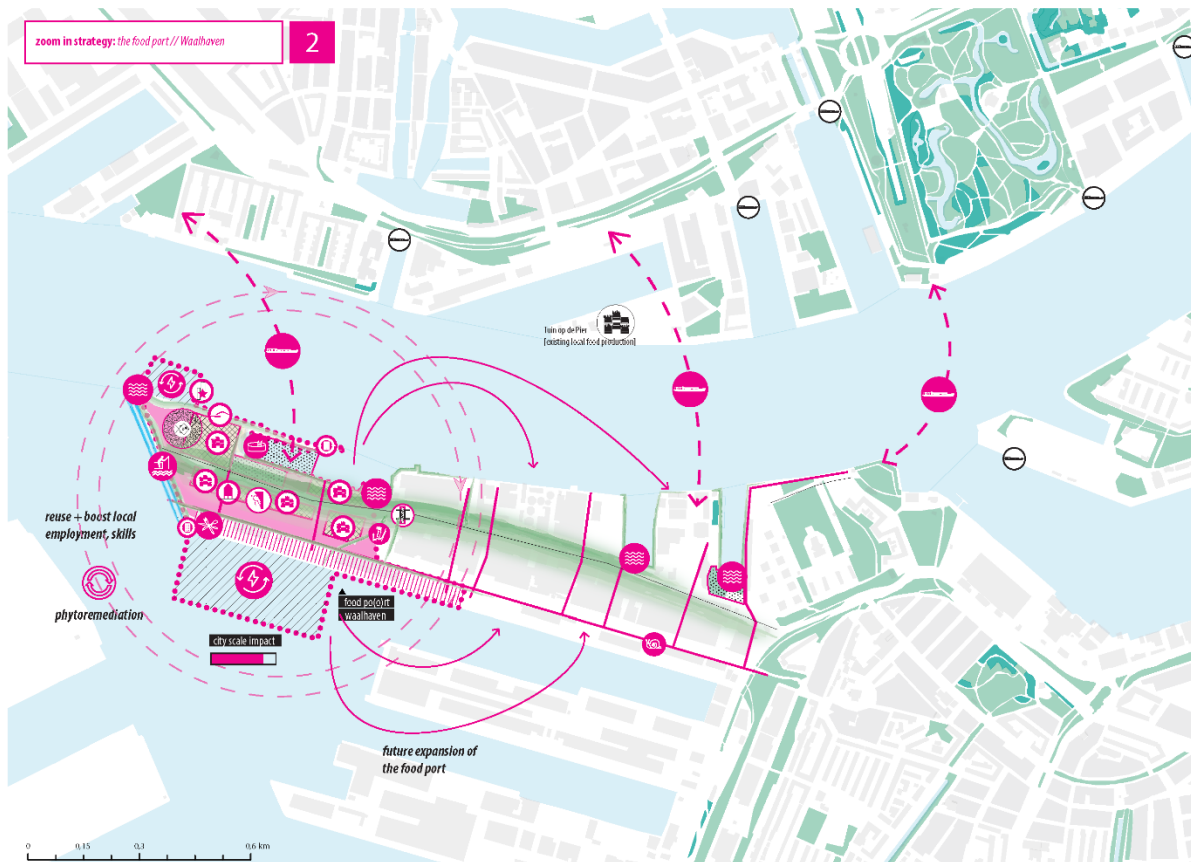 zoom in strategy: the food port // Waalhaven
2
Tuin op de Pier
[existing local food production]
reuse + boost local
employment, skills
phytoremediation
food po(o)rt
waalhaven
city scale impact
future expansion of
the food port
0 0,3 0,6 km